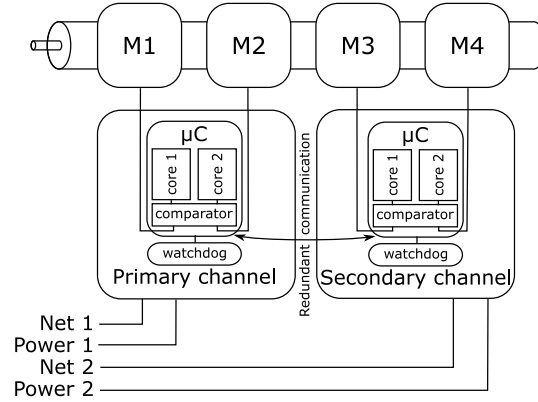 M1 M2 M3 M4
µC µC
core 1 core 2 core 1 core 2
comparator comparator
watchdog watchdog
Primary channel Secondary channel
Redundant communication
Net 1
Power 1
Net 2
Power 2